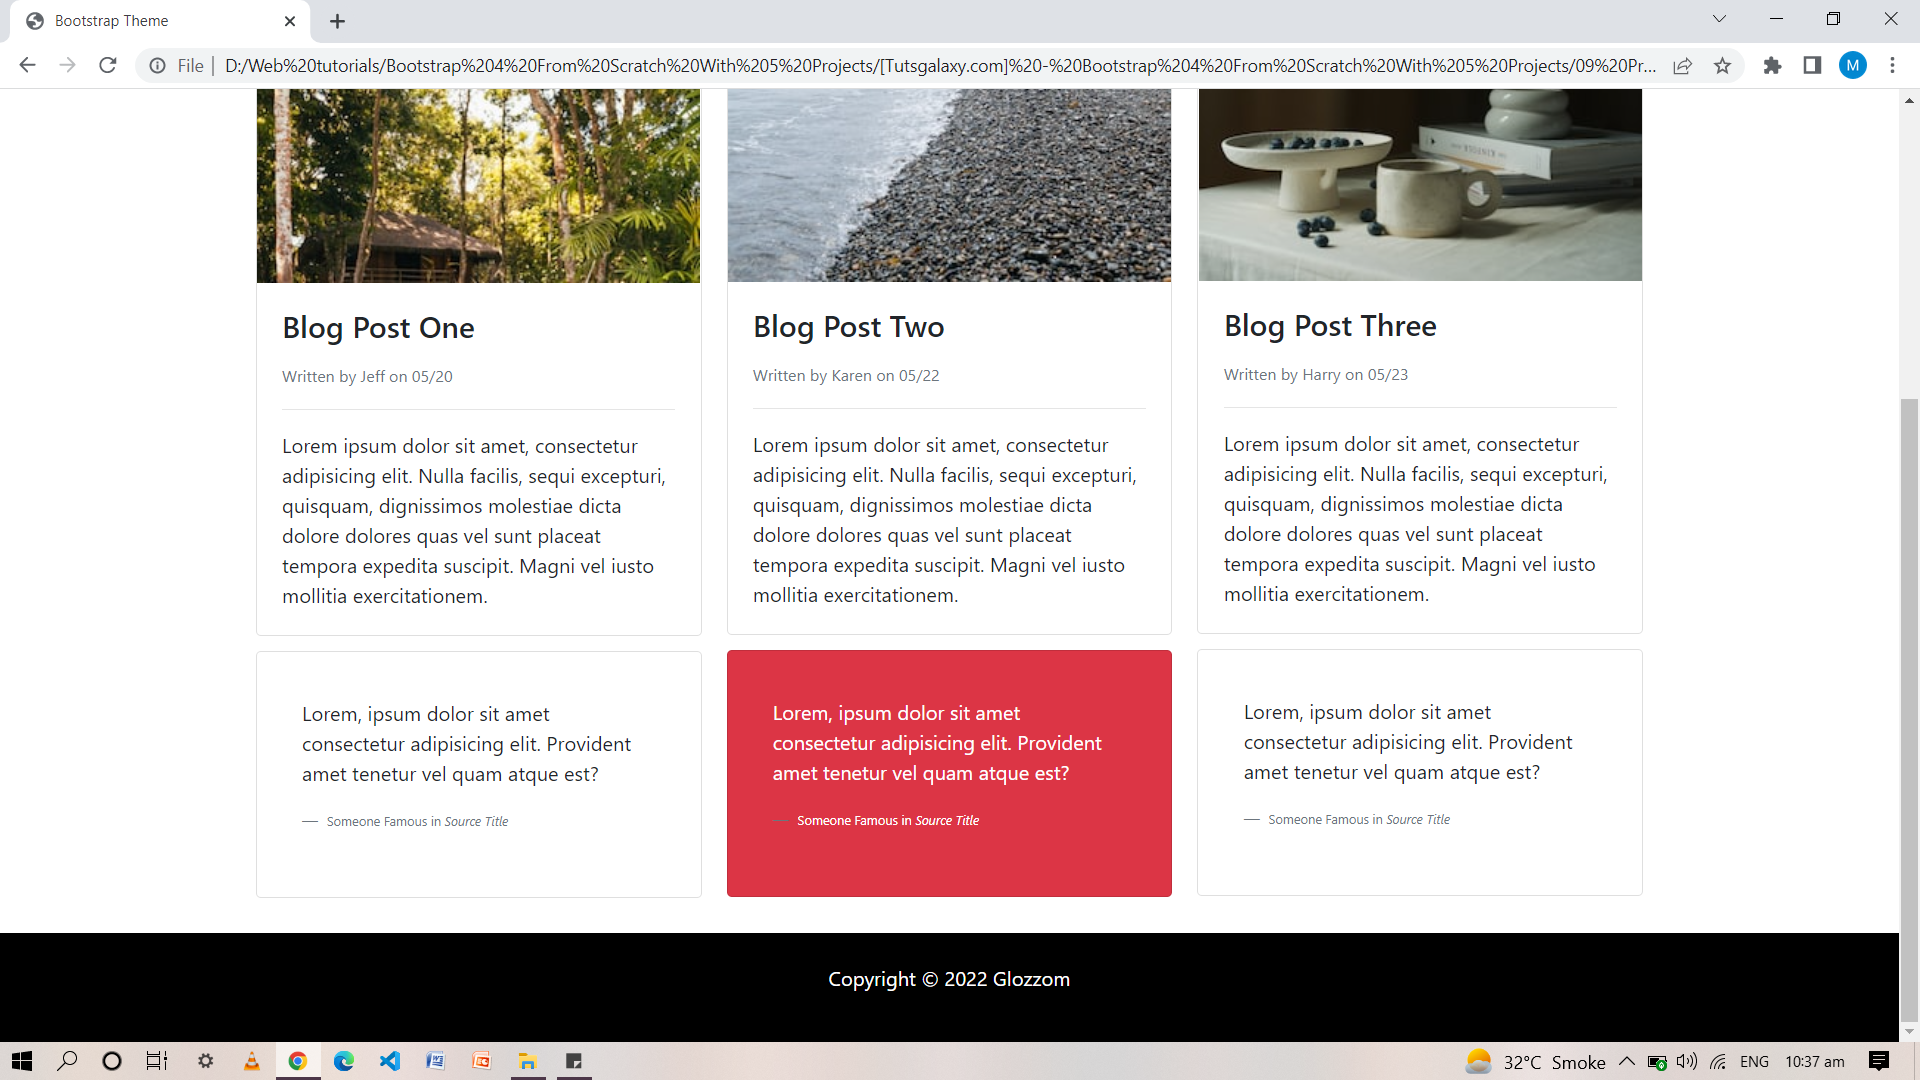 Bootstrap Theme
File
D:/Web%20tutorials/Bootstrap%204%20From%20Scratch%20With%205%20Projects/[Tutsgalaxy.com]%20-%20Bootstrap%204%20From%20Scratch%20With%205%20Projects/09%20Pr...
M
Blog Post One
Written by Jeff on 05/20
Lorem ipsum dolor sit amet, consectetur
adipisicing elit. Nulla facilis, sequi excepturi,
quisquam, dignissimos molestiae dicta
dolore dolores quas vel sunt placeat
tempora expedita suscipit. Magni vel iusto
mollitia exercitationem.
Blog Post Two
Written by Karen on 05/22
Lorem ipsum dolor sit amet, consectetur
adipisicing elit. Nulla facilis, sequi excepturi,
quisquam, dignissimos molestiae dicta
dolore dolores quas vel sunt placeat
tempora expedita suscipit. Magni vel iusto
mollitia exercitationem.
Blog Post Three
Written by Harry on 05/23
Lorem ipsum dolor sit amet, consectetur
adipisicing elit. Nulla facilis, sequi excepturi,
quisquam, dignissimos molestiae dicta
dolore dolores quas vel sunt placeat
tempora expedita suscipit. Magni vel iusto
mollitia exercitationem.
Lorem, ipsum dolor sit amet
consectetur adipisicing elit. Provident
amet tenetur vel quam atque est?
— Someone Famous in Source Title
Lorem, ipsum dolor sit amet
consectetur adipisicing elit. Provident
amet tenetur vel quam atque est?
— Someone Famous in Source Title
Lorem, ipsum dolor sit amet
consectetur adipisicing elit. Provident
amet tenetur vel quam atque est?
— Someone Famous in Source Title
Copyright © 2022 Glozzom
32°C Smoke
ENG
10:37 am